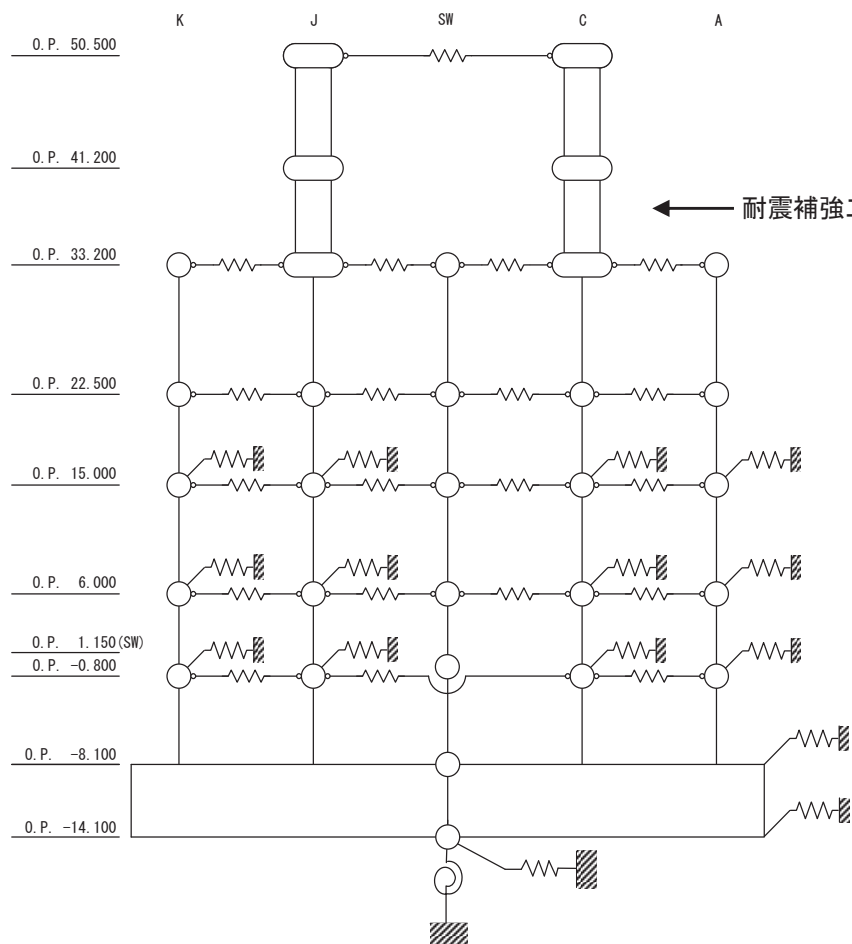 K J SW C A
O.P. 50.500
O.P. 41.200
耐震補強
O.P. 33.200
O.P. 22.500
O.P. 15.000
O.P. 6.000
O.P. 1.150(SW)
O.P. -0.800
O.P. -8.100
O.P. -14.100